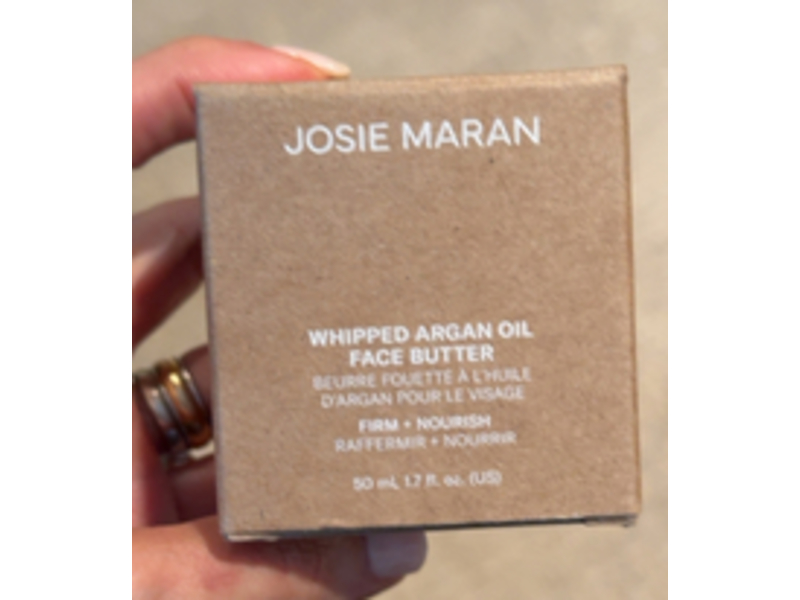 JOSIE MARAN
WHIPPED ARGAN OIL
FACE BUTTER
BEURRE FOUETTÉ À L'HUILE
D'ARGAN POUR LE VISAGE
FIRM + NOURISH
RAFFERMIR + NOURRIR
50 mL 1.7 fl. oz. (US)